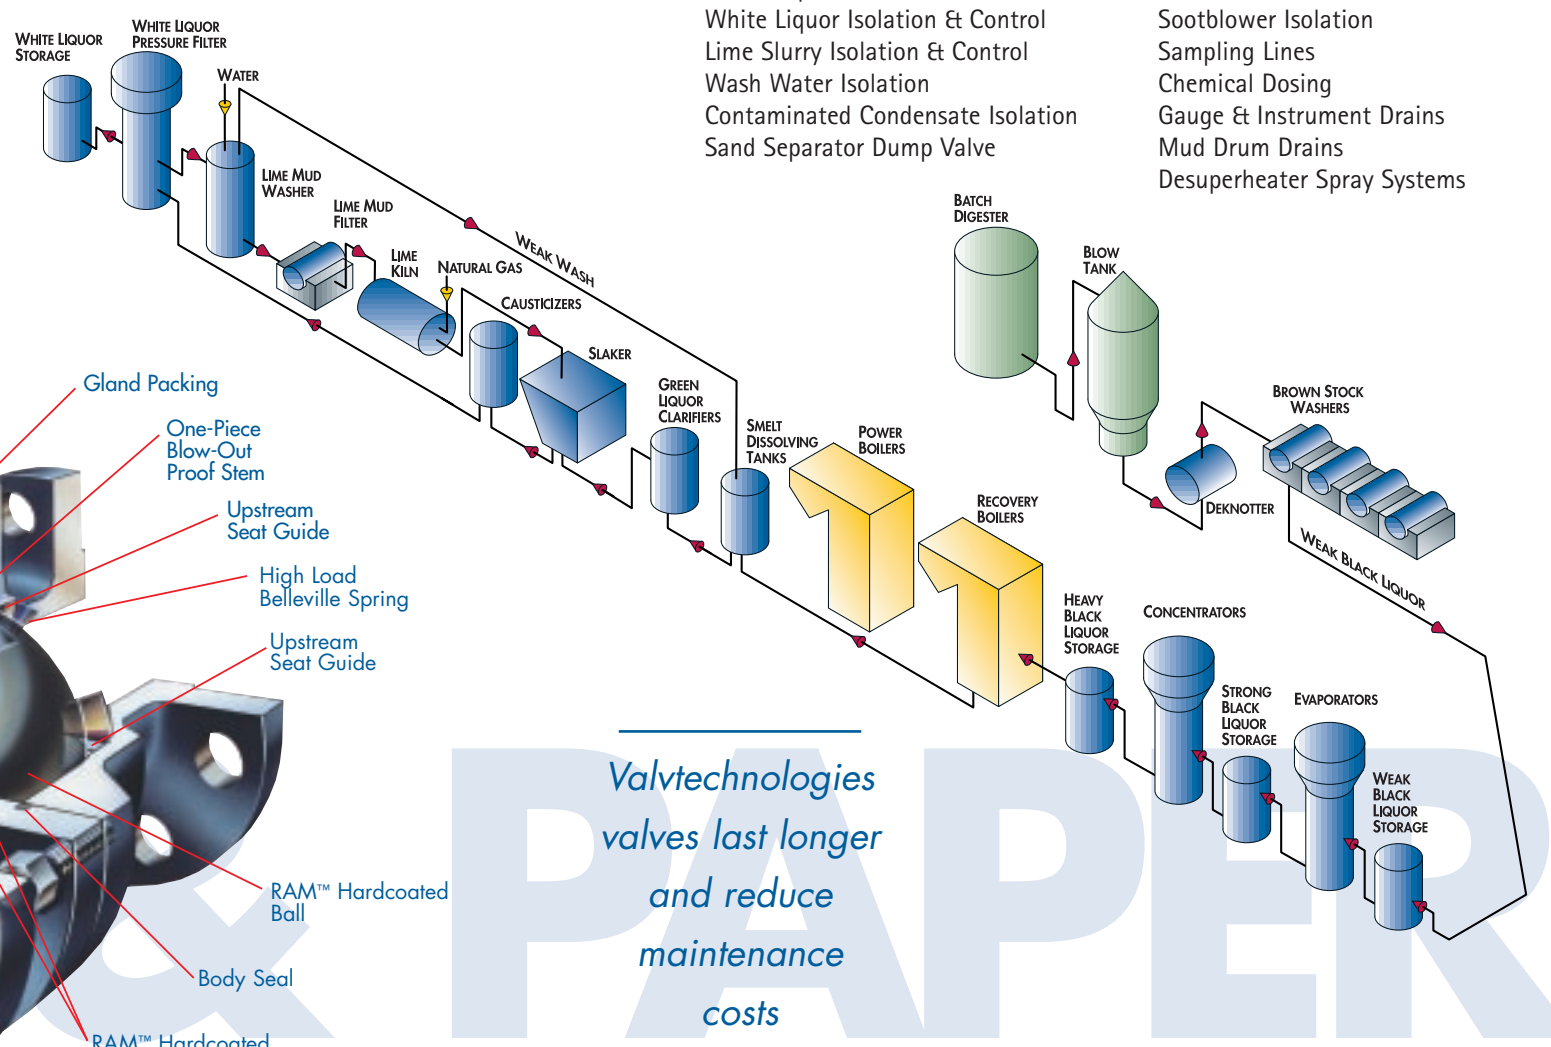 White Liquor Isolation & Control
Lime Slurry Isolation & Control
Wash Water Isolation
Contaminated Condensate Isolation
Sand Separator Dump Valve
Sootblower Isolation
Sampling Lines
Chemical Dosing
Gauge & Instrument Drains
Mud Drum Drains
Desuperheater Spray Systems
WHITE LIQUOR
STORAGE
WHITE LIQUOR
PRESSURE FILTER
WATER
LIME MUD
WASHER
LIME MUD
FILTER
LIME
KILN
NATURAL GAS
WEAK WASH
CAUSTICIZERS
SLAKER
GREEN
LIQUOR
CLARIFIERS
SMELT
DISSOLVING
TANKS
POWER
BOILERS
RECOVERY
BOILERS
BATCH
DIGESTER
BLOW
TANK
DEKNOTTER
BROWN STOCK
WASHERS
WEAK BLACK LIQUOR
HEAVY
BLACK
LIQUOR
STORAGE
CONCENTRATORS
STRONG
BLACK
LIQUOR
STORAGE
EVAPORATORS
WEAK
BLACK
LIQUOR
STORAGE
Gland Packing
One-Piece
Blow-Out
Proof Stem
Upstream
Seat Guide
High Load
Belleville Spring
Upstream
Seat Guide
RAM™ Hardcoated
Ball
Body Seal
RAM™ Hardcoated
Valvtechnologies
valves last longer
and reduce
maintenance
costs
& PAPER